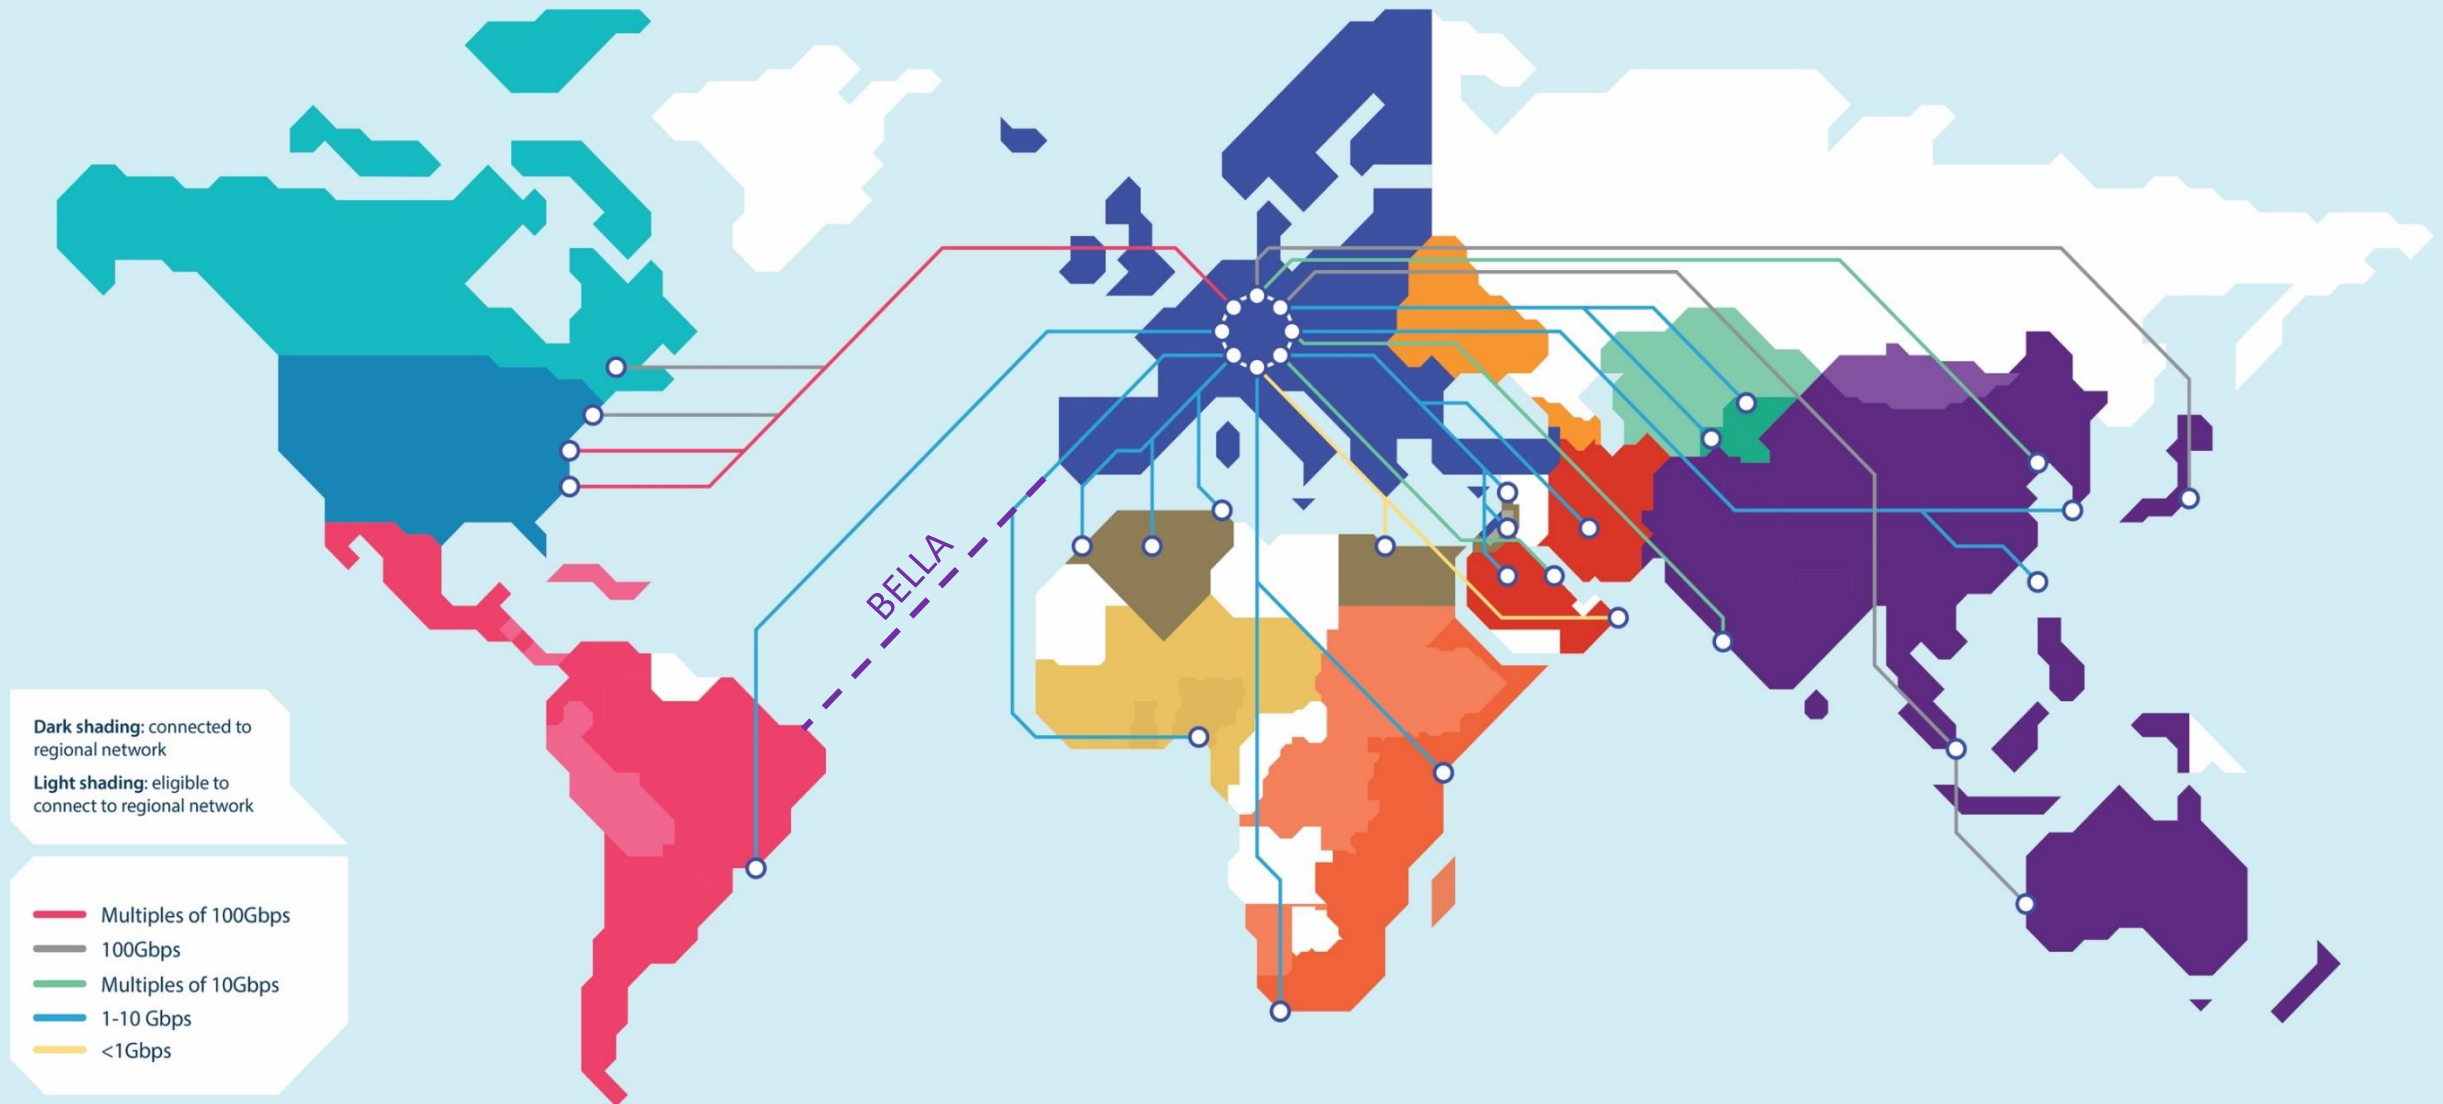 BELLA
Dark shading: connected to
regional network
Light shading: eligible to
connect to regional network
Multiples of 100Gbps
100Gbps
Multiples of 10Gbps
1-10 Gbps
<1Gbps